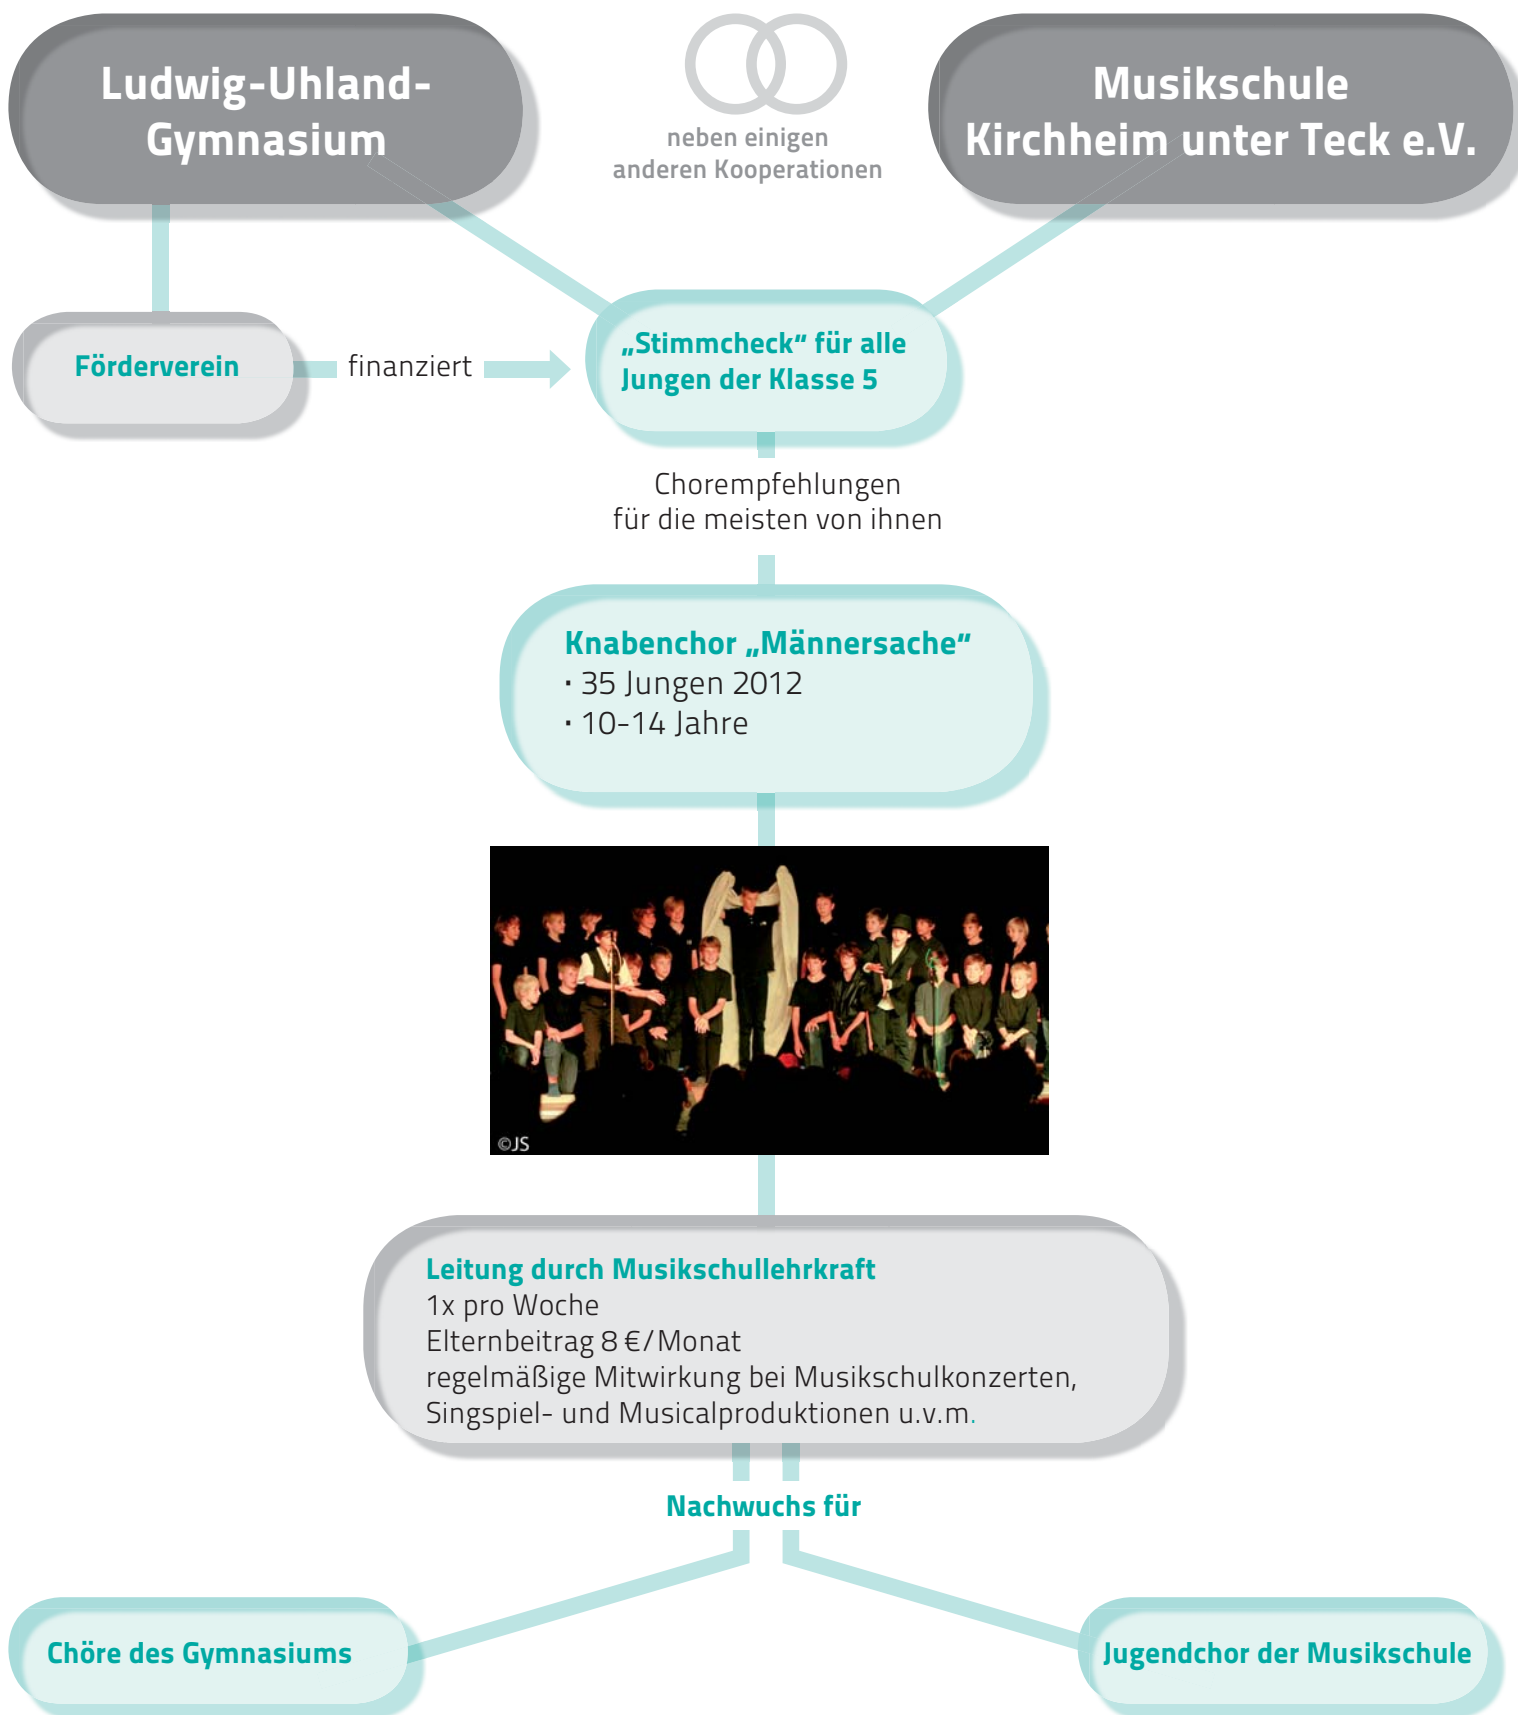 Ludwig-Uhland-
Gymnasium
neben einigen
anderen Kooperationen
Musikschule
Kirchheim unter Teck e.V.
Förderverein
finanziert
„Stimmcheck“ für alle
Jungen der Klasse 5
Chorempfehlungen
für die meisten von ihnen
Knabenchor „Männersache“
· 35 Jungen 2012
· 10-14 Jahre
©JS
Leitung durch Musikschullehrkraft
1x pro Woche
Elternbeitrag 8 €/Monat
regelmäßige Mitwirkung bei Musikschulkonzerten,
Singspiel- und Musicalproduktionen u.v.m.
Nachwuchs für
Chöre des Gymnasiums
Jugendchor der Musikschule